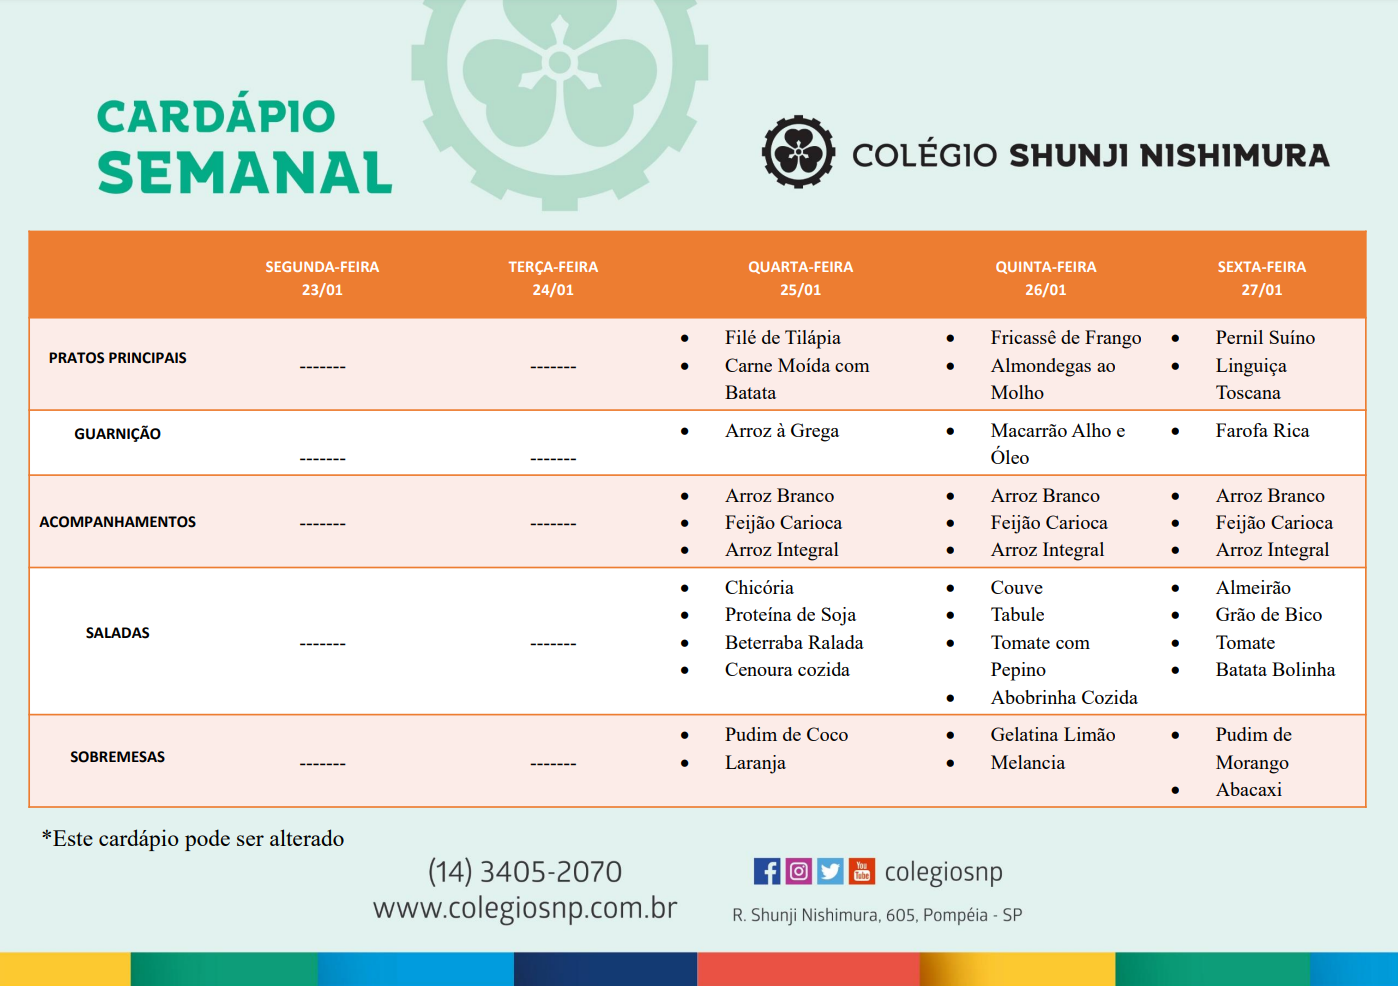 CARDÁPIO
SEMANAL
COLÉGIO SHUNJI NISHIMURA
SEGUNDA-FEIRA
23/01
TERÇA-FEIRA
24/01
QUARTA-FEIRA
25/01
QUINTA-FEIRA
26/01
SEXTA-FEIRA
27/01
PRATOS PRINCIPAIS
-------
-------
• Filé de Tilápia
• Carne Moída com
Batata
• Fricassê de Frango
• Almondegas ao
Molho
• Pernil Suíno
• Linguiça
Toscana
GUARNIÇÃO
-------
-------
• Arroz à Grega
• Macarrão Alho e
Óleo
• Farofa Rica
ACOMPANHAMENTOS
-------
-------
• Arroz Branco
• Feijão Carioca
• Arroz Integral
• Arroz Branco
• Feijão Carioca
• Arroz Integral
• Arroz Branco
• Feijão Carioca
• Arroz Integral
SALADAS
-------
-------
• Chicória
• Proteína de Soja
• Beterraba Ralada
• Cenoura cozida
• Couve
• Tabule
• Tomate com
Pepino
• Abobrinha Cozida
• Almeirão
• Grão de Bico
• Tomate
• Batata Bolinha
SOBREMESAS
-------
-------
• Pudim de Coco
• Laranja
• Gelatina Limão
• Melancia
• Pudim de
Morango
• Abacaxi
*Este cardápio pode ser alterado
(14) 3405-2070
www.colegiosnp.com.br
You
Tube
colegiosnp
R. Shunji Nishimura, 605, Pompéia - SP